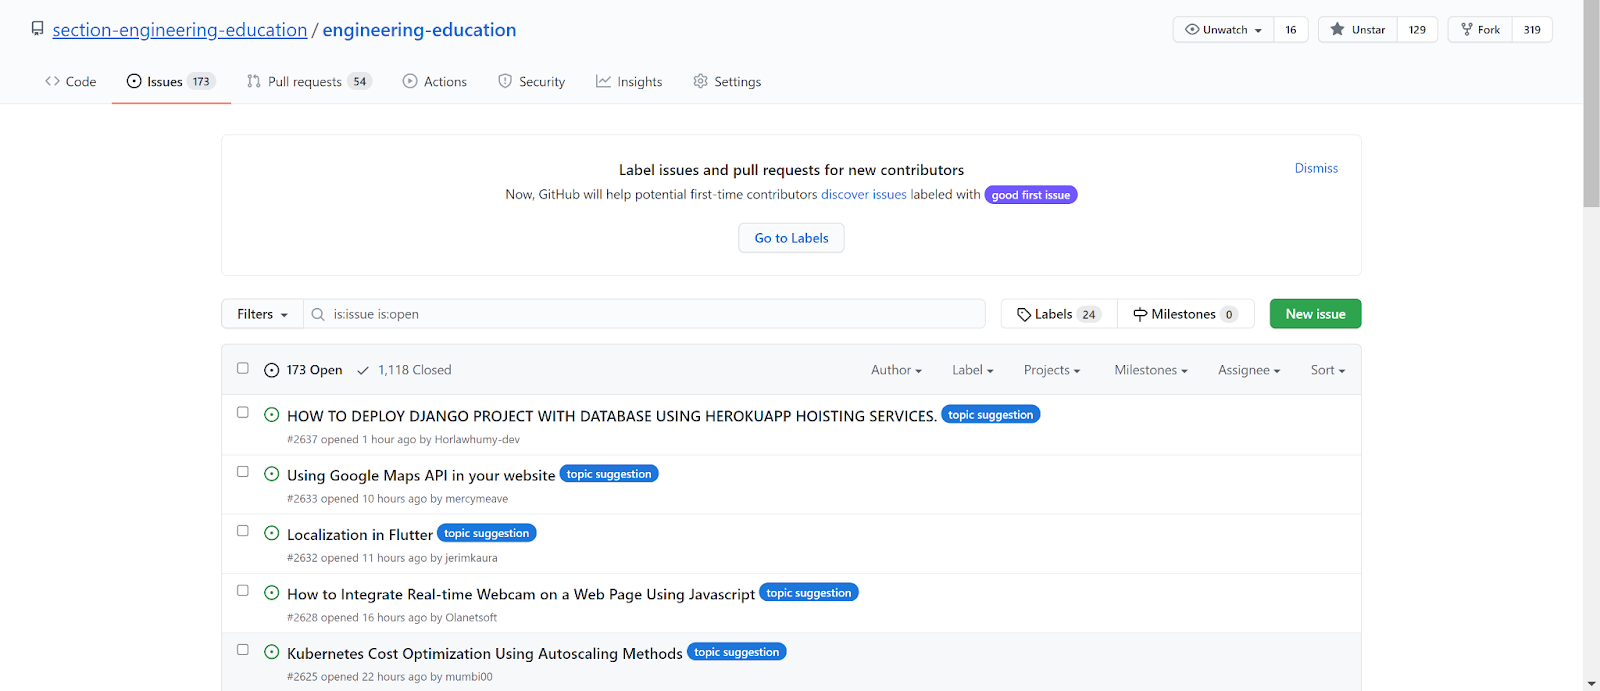 section-engineering-education / engineering-education
Unwatch 16 Unstar 129 Fork 319
Code Issues 173 Pull requests 54 Actions Security Insights Settings
Label issues and pull requests for new contributors
Dismiss
Now, GitHub will help potential first-time contributors discover issues labeled with good first issue
Go to Labels
Filters is:issue is:open Labels 24 Milestones 0 New issue
173 Open 1,118 Closed Author Label Projects Milestones Assignee Sort
HOW TO DEPLOY DJANGO PROJECT WITH DATABASE USING HEROKUAPP HOISTING SERVICES. topic suggestion
#2637 opened 1 hour ago by Horlawhumy-dev
Using Google Maps API in your website topic suggestion
#2633 opened 10 hours ago by mercymeave
Localization in Flutter topic suggestion
#2632 opened 11 hours ago by jerimkaura
How to Integrate Real-time Webcam on a Web Page Using Javascript topic suggestion
#2628 opened 16 hours ago by Olanetsoft
Kubernetes Cost Optimization Using Autoscaling Methods topic suggestion
#2625 opened 22 hours ago by mumbi00